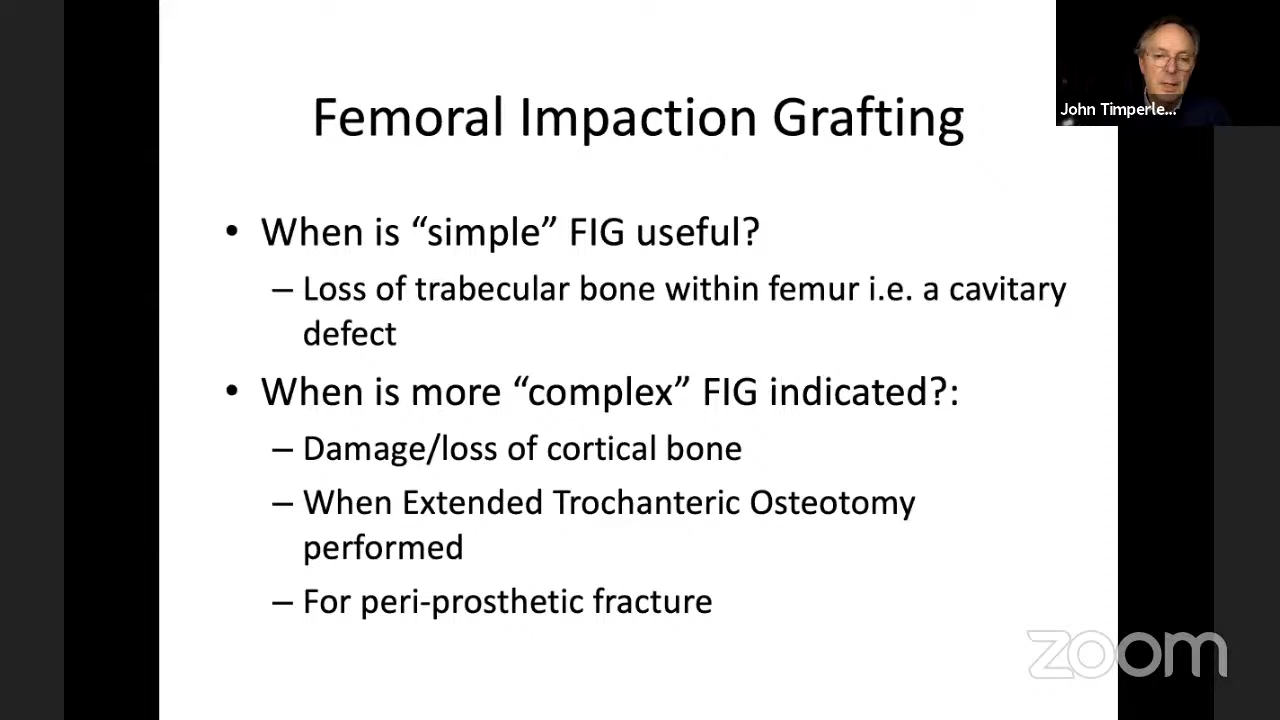 Femoral Impaction Grafting
John Timperle...
• When is “simple” FIG useful?
– Loss of trabecular bone within femur i.e. a cavitary
defect
• When is more “complex” FIG indicated?:
– Damage/loss of cortical bone
– When Extended Trochanteric Osteotomy
performed
– For peri-prosthetic fracture
zoom